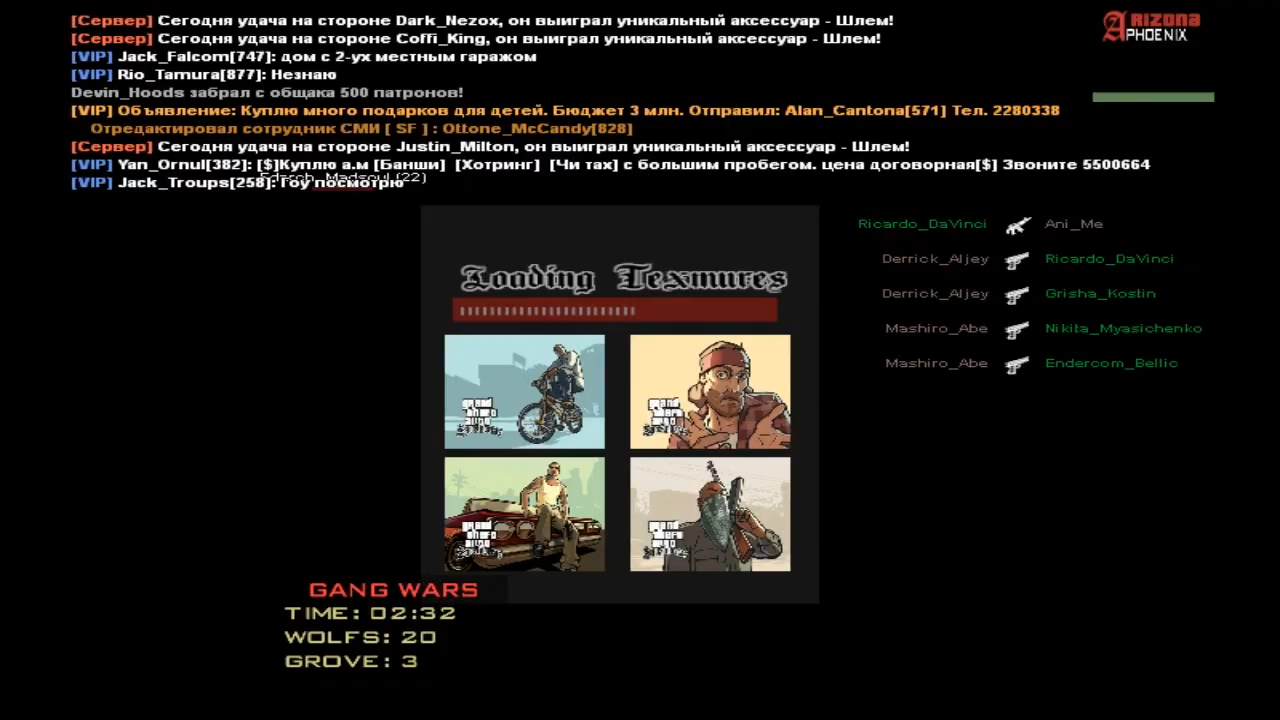 [Сервер] Сегодня удача на стороне Dark_Nezox, он выиграл уникальный аксессуар - Шлем!
[Сервер] Сегодня удача на стороне Coffi_King, он выиграл уникальный аксессуар - Шлем!
[VIP] Jack_Falcom[747]: дом с 2-ух местным гаражом
[VIP] Rio_Tamura[877]: Незнаю
Devin_Hoods забрал с общака 500 патронов!
[VIP] Объявление: Куплю много подарков для детей. Бюджет 3 млн. Отправил: Alan_Cantona[571] Тел. 2280338
Отредактировал сотрудник СМИ [ SF ] : Ottone_McCandy[828]
[Сервер] Сегодня удача на стороне Justin_Milton, он выиграл уникальный аксессуар - Шлем!
[VIP] Yan_Ornul[382]: [$]Куплю а.м [Банши] [Хотринг] [Чи тах] с большим пробегом. цена договорная[$] Звоните 5500664
[VIP] Jack_Troups[258]: Гоу посмотрю
(22)
ARIZONA
PHOENIX
Ricardo_DaVinci Ani_Me
Derrick_Aljey Ricardo_DaVinci
Derrick_Aljey Grisha_Kostin
Mashiro_Abe Nikita_Myasichenko
Mashiro_Abe Endercom_Bellic
Loading Texmures
GANG WARS
TIME: 02:32
WOLFS: 20
GROVE: 3